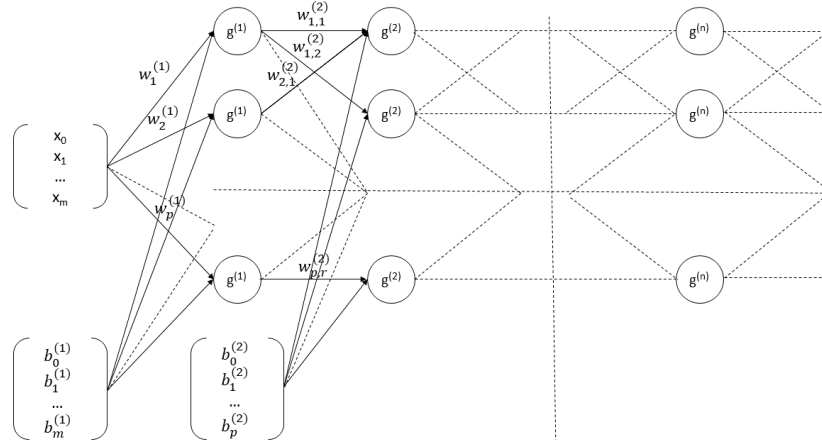 g⁽¹⁾
w₁,₁⁽²⁾
g⁽²⁾
g⁽ⁿ⁾
w₁,₂⁽²⁾
w₁⁽¹⁾
w₂,₁⁽²⁾
w₂⁽¹⁾
g⁽¹⁾
g⁽²⁾
g⁽ⁿ⁾
x₀
x₁
...
xₘ
wₚ⁽¹⁾
g⁽¹⁾
wₚ,ᵣ⁽²⁾
g⁽²⁾
g⁽ⁿ⁾
b₀⁽¹⁾
b₁⁽¹⁾
...
bₘ⁽¹⁾
b₀⁽²⁾
b₁⁽²⁾
...
bₚ⁽²⁾